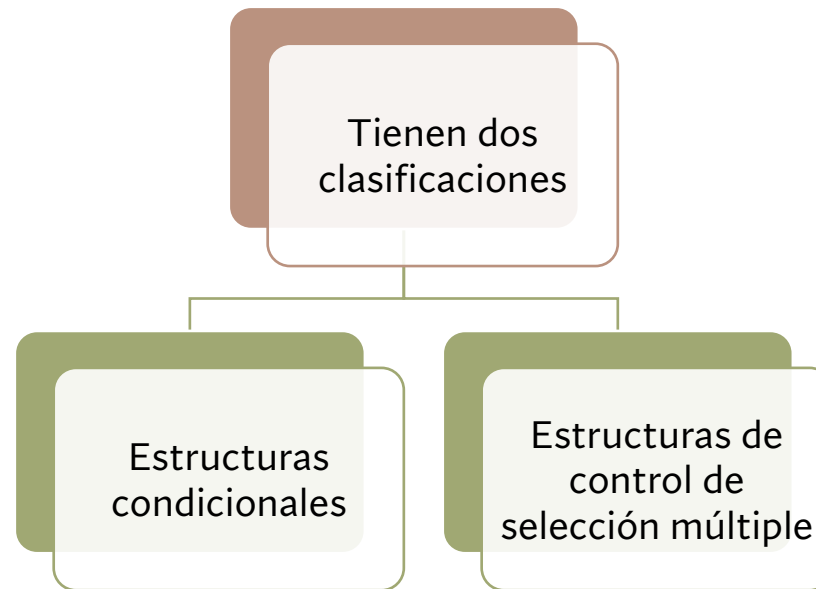 Tienen dos
clasificaciones
Estructuras
condicionales
Estructuras de
control de
selección múltiple